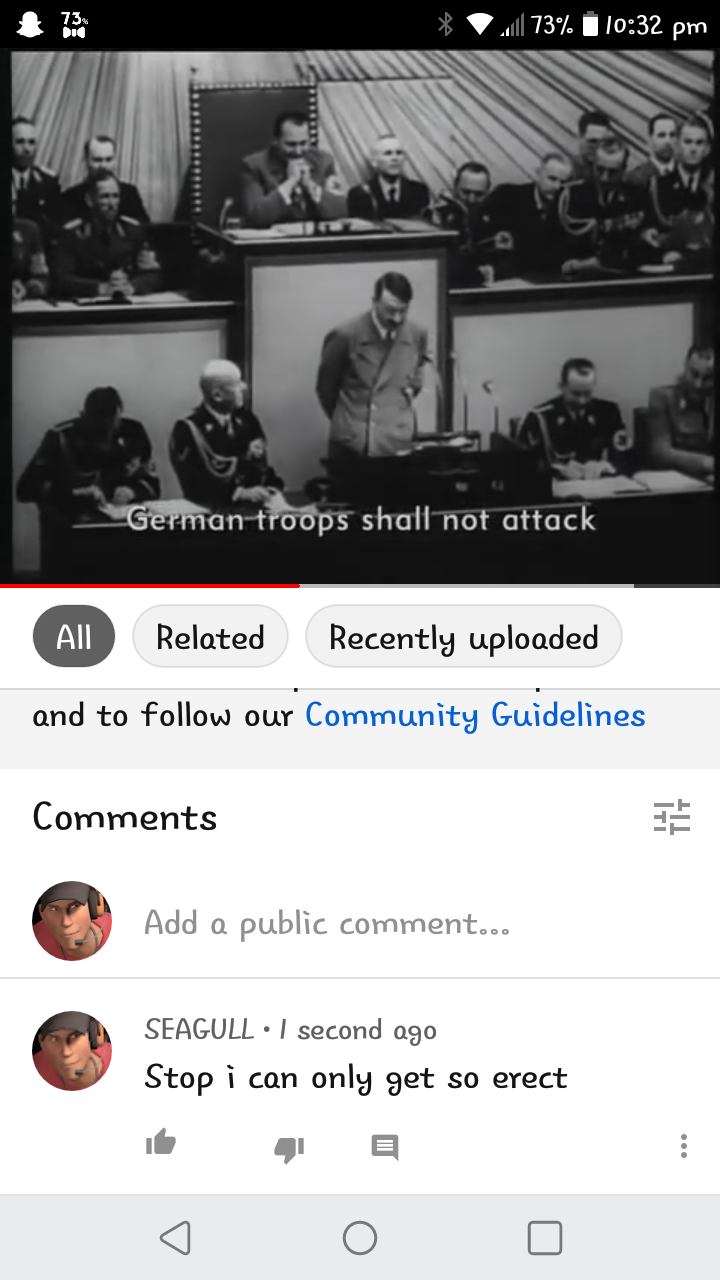 73%
73% 10:32 pm
German troops shall not attack
All Related Recently uploaded
and to follow our Community Guidelines
Comments
Add a public comment...
SEAGULL • 1 second ago
Stop i can only get so erect